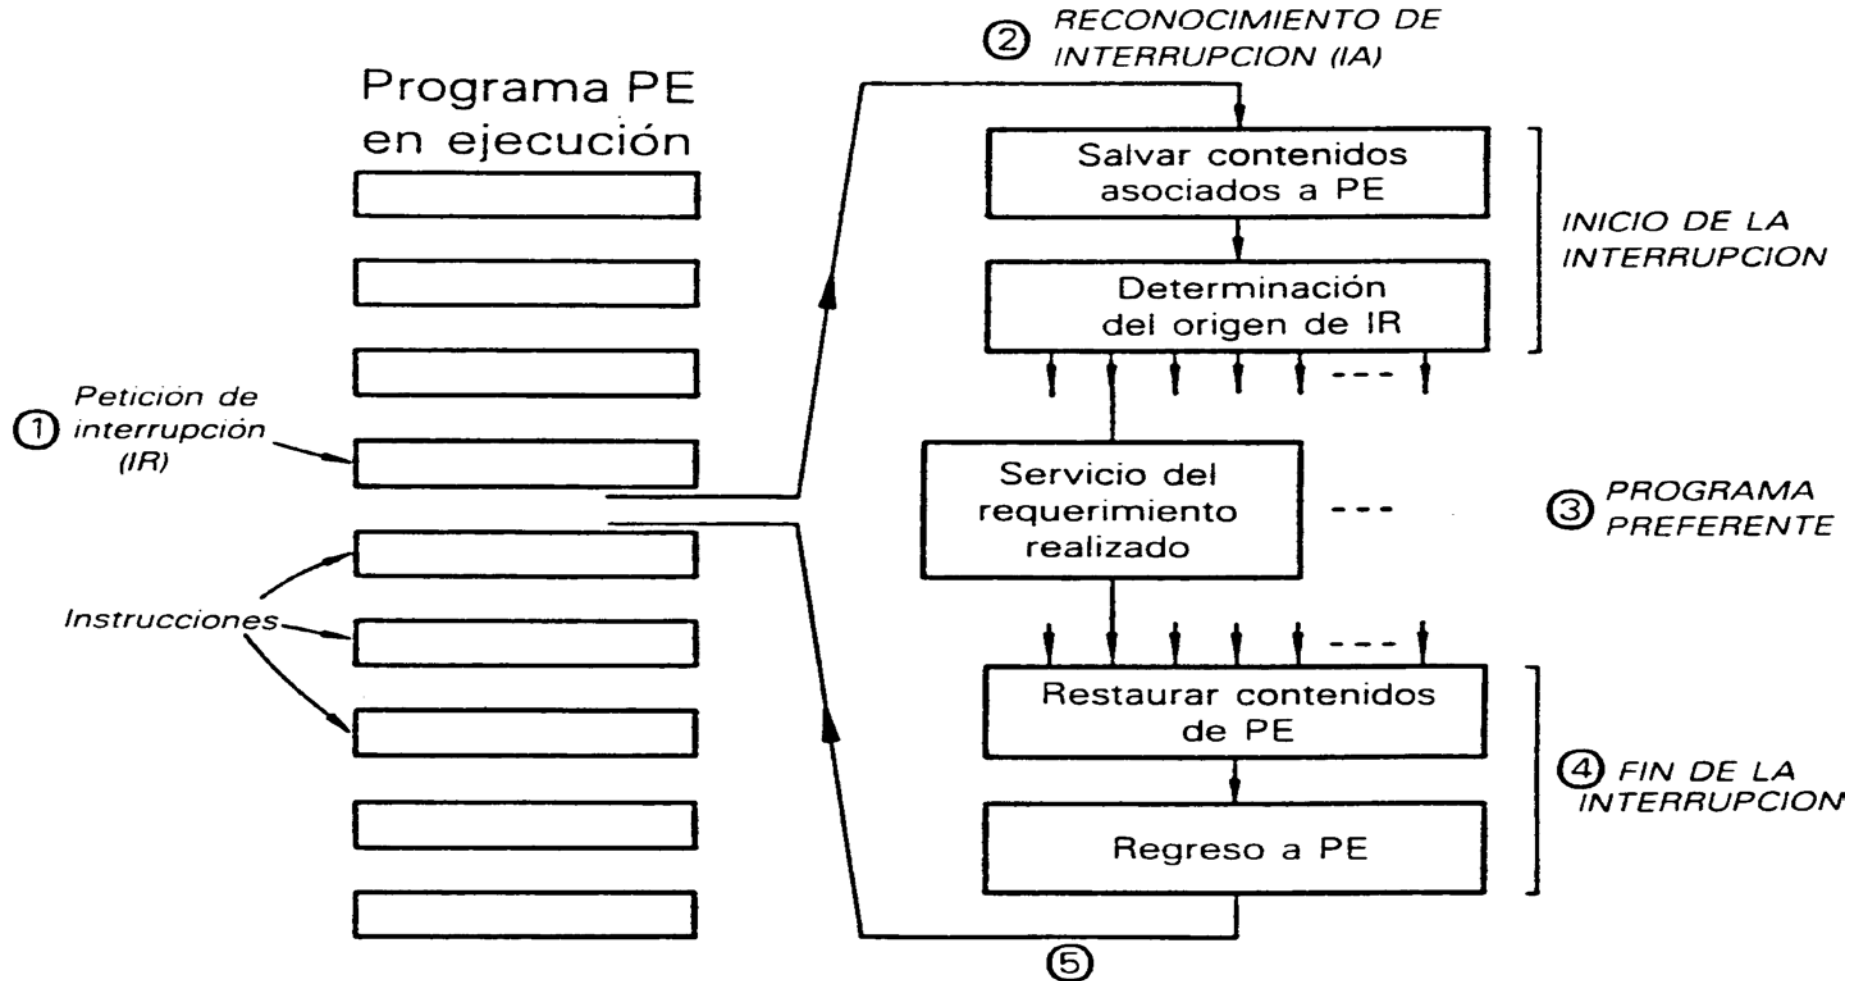 Programa PE
en ejecución
① Petición de
interrupción
(IR)
Instrucciones
② RECONOCIMIENTO DE
INTERRUPCION (IA)
Salvar contenidos
asociados a PE
Determinación
del origen de IR
INICIO DE LA
INTERRUPCION
Servicio del
requerimiento
realizado
③ PROGRAMA
PREFERENTE
Restaurar contenidos
de PE
Regreso a PE
④ FIN DE LA
INTERRUPCION
⑤